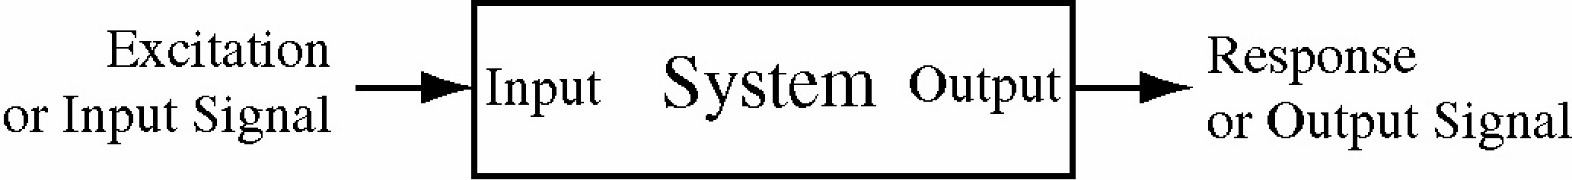 Excitation
or Input Signal
Input System Output
Response
or Output Signal